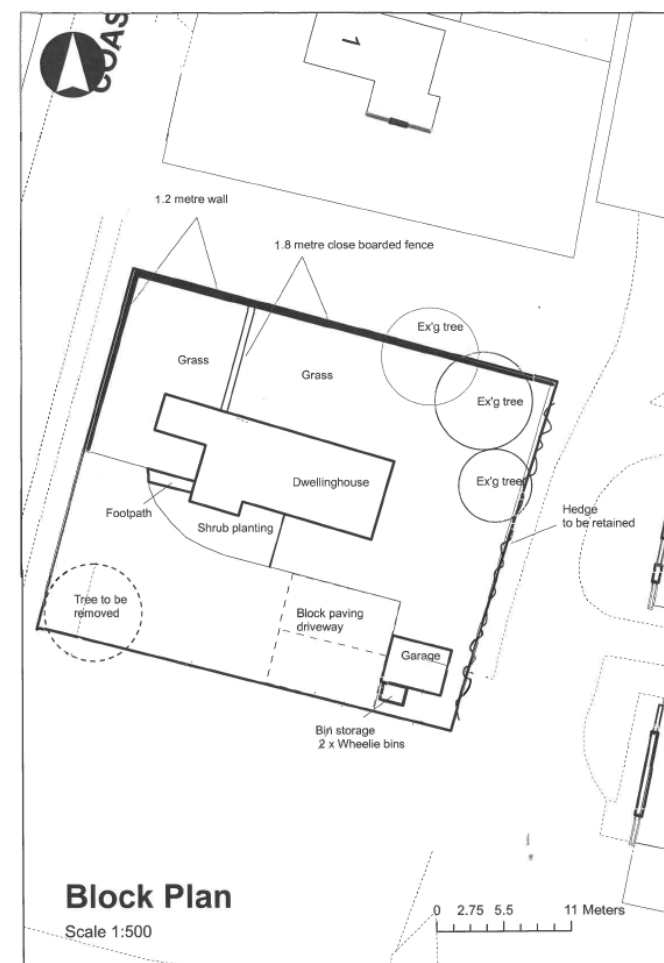 COAS
1
1.2 metre wall
1.8 metre close boarded fence
Ex'g tree
Grass
Grass
Ex'g tree
Dwellinghouse
Ex'g tree
Footpath
Shrub planting
Hedge
to be retained
Tree to be
removed
Block paving
driveway
Garage
Bin storage
2 x Wheelie bins
Block Plan
Scale 1:500
0 2.75 5.5 11 Meters